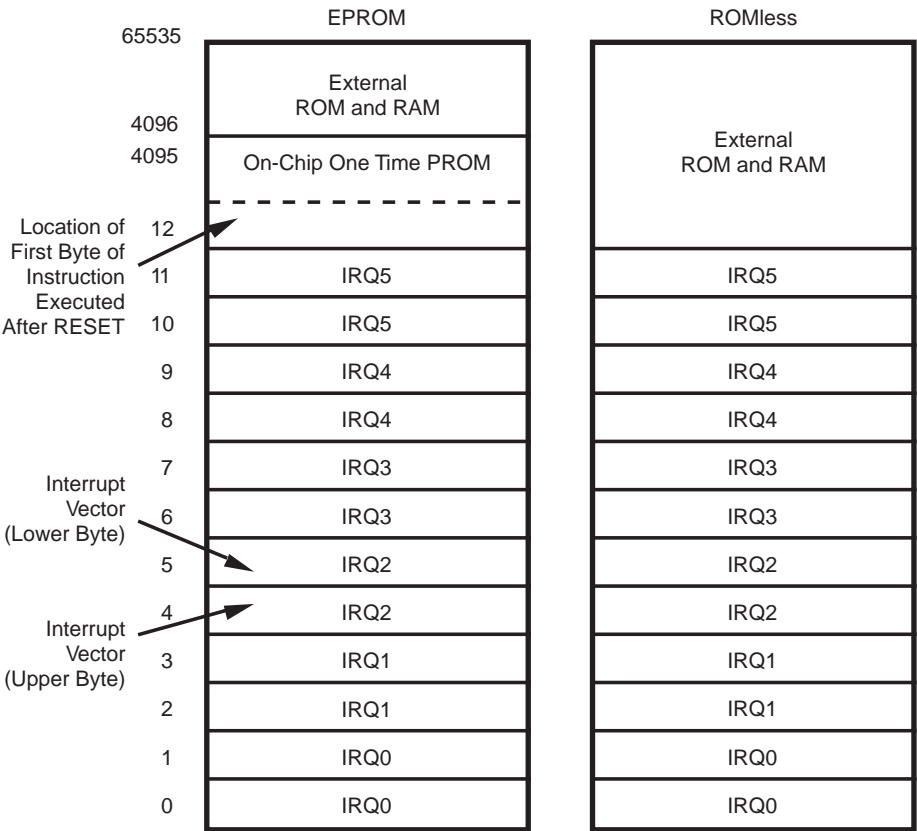 EPROM
ROMless
65535
External
ROM and RAM
4096
4095
On-Chip One Time PROM
External
ROM and RAM
Location of
First Byte of
Instruction
Executed
After RESET
12
11
IRQ5
IRQ5
10
IRQ5
IRQ5
9
IRQ4
IRQ4
8
IRQ4
IRQ4
7
IRQ3
IRQ3
Interrupt
Vector
(Lower Byte)
6
IRQ3
IRQ3
5
IRQ2
IRQ2
4
IRQ2
IRQ2
Interrupt
Vector
(Upper Byte)
3
IRQ1
IRQ1
2
IRQ1
IRQ1
1
IRQ0
IRQ0
0
IRQ0
IRQ0